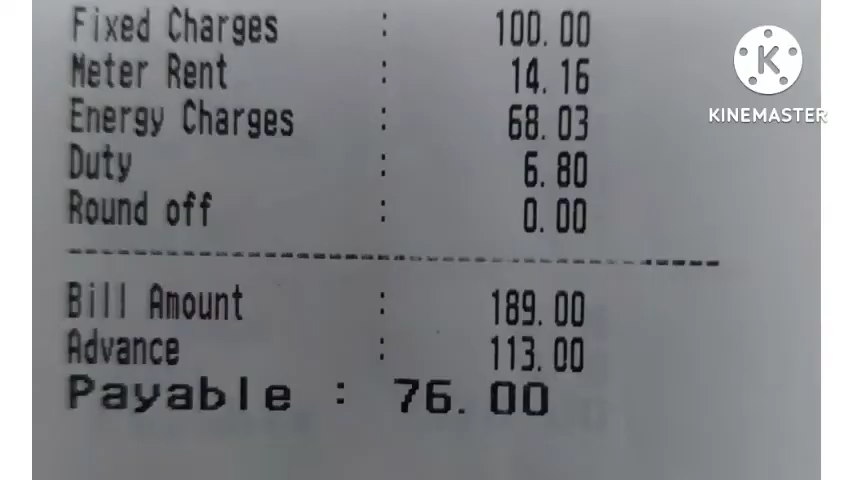 Fixed Charges : 100.00
Meter Rent : 14.16
Energy Charges : 68.03
Duty : 6.80
Round off : 0.00
Bill Amount : 189.00
Advance : 113.00
Payable : 76.00
K
KINEMASTER